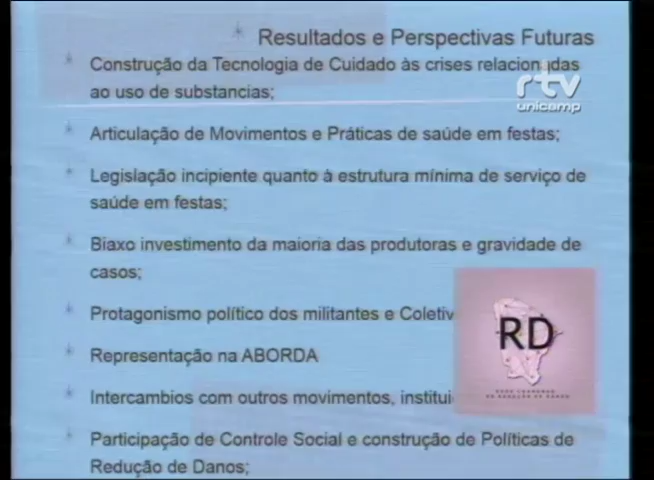 Resultados e Perspectivas Futuras
Construção da Tecnologia de Cuidado às crises relacionadas
ao uso de substancias;
rtv
unicamp
Articulação de Movimentos e Práticas de saúde em festas;
Legislação incipiente quanto à estrutura mínima de serviço de
saúde em festas;
Biaxo investimento da maioria das produtoras e gravidade de
casos;
Protagonismo político dos militantes e Coletiv
Representação na ABORDA
Intercambios com outros movimentos, institui
RD
Participação de Controle Social e construção de Políticas de
Redução de Danos;